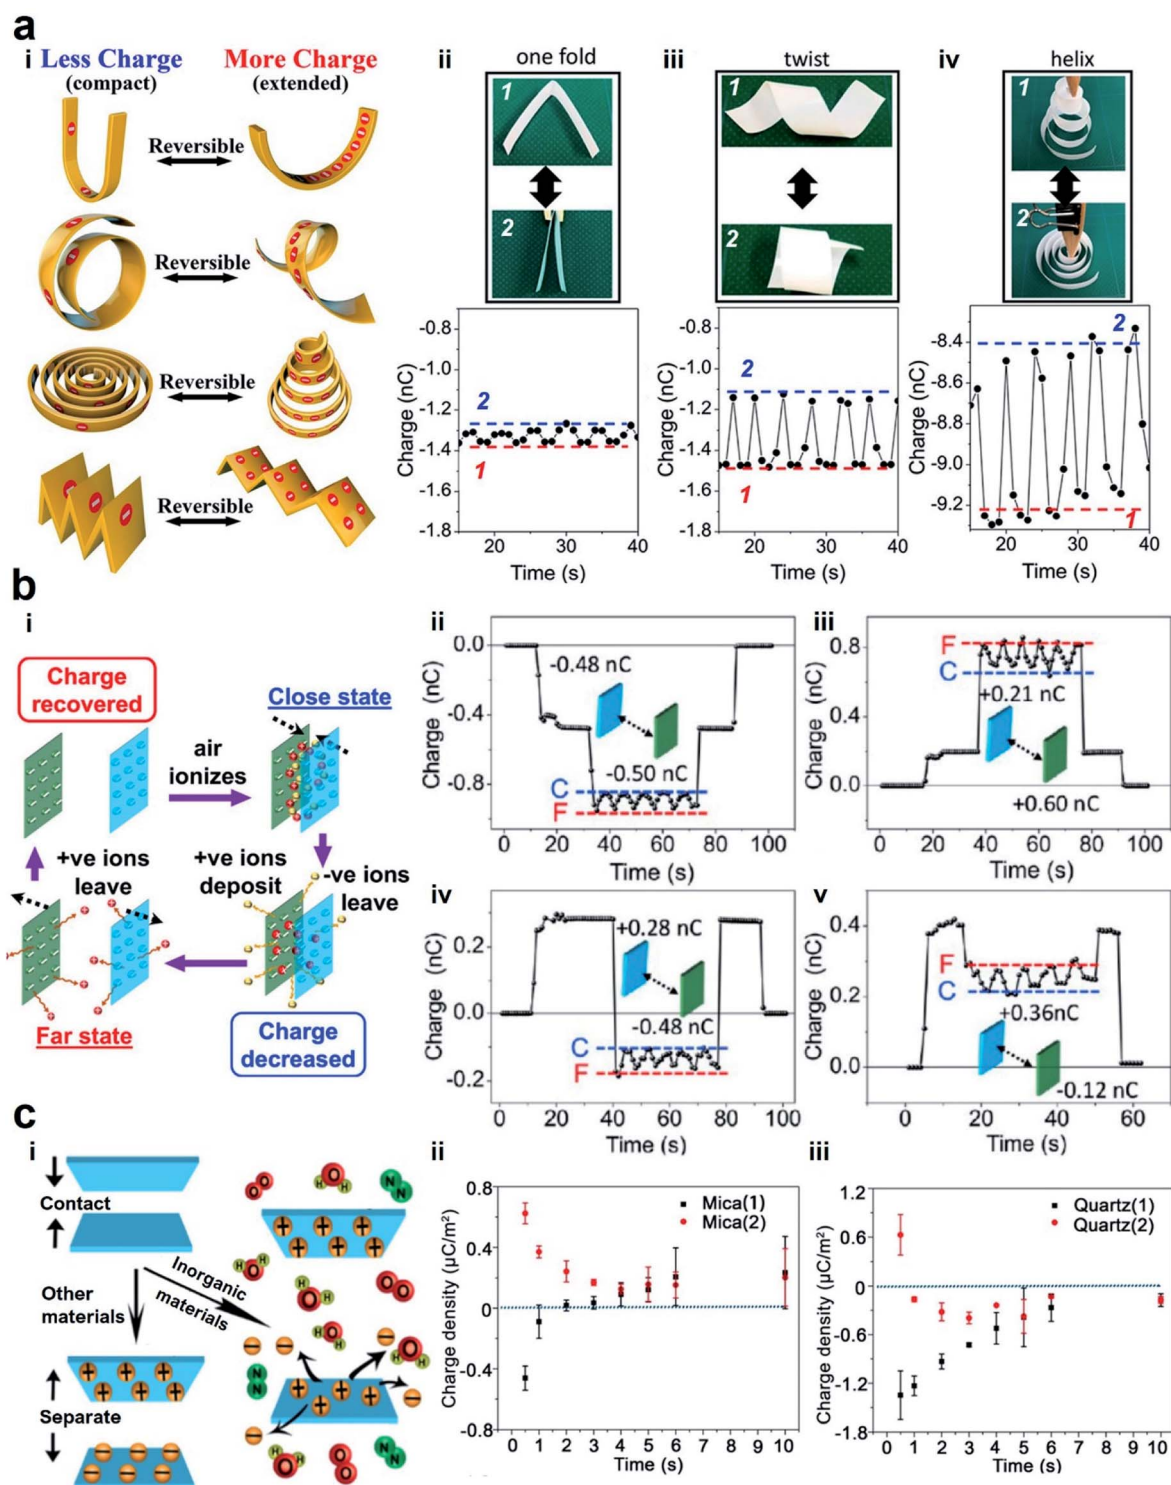 a
i
Less Charge
(compact)
More Charge
(extended)
Reversible
Reversible
Reversible
Reversible
ii
one fold
1
2
-0.8
-1.0
-1.2
-1.4
-1.6
-1.8
Charge (nC)
2
1
20
30
40
Time (s)
iii
twist
1
2
-0.8
-1.0
-1.2
-1.4
-1.6
-1.8
Charge (nC)
2
1
20
30
40
Time (s)
iv
helix
1
2
-8.4
-8.6
-8.8
-9.0
-9.2
Charge (nC)
2
1
20
30
40
Time (s)
b
i
Charge
recovered
air
ionizes
Close state
+ve ions
leave
+ve ions
deposit
-ve ions
leave
Far state
Charge
decreased
ii
0.0
-0.4
-0.8
Charge (nC)
-0.48 nC
-0.50 nC
C
F
0 20 40 60 80 100
Time (s)
iii
0.8
0.4
0.0
Charge (nC)
F
C
+0.21 nC
+0.60 nC
0 20 40 60 80 100
Time (s)
iv
0.2
0.0
-0.2
Charge (nC)
+0.28 nC
-0.48 nC
C
F
0 20 40 60 80 100
Time (s)
v
0.4
0.2
0.0
Charge (nC)
F
C
+0.36nC
-0.12 nC
0 20 40 60
Time (s)
c
i
Contact
Other
materials
Inorganic
materials
Separate
O O
H O H
N N
H O H
O O
H O H
H O H
N N
H O H
H O H
O O
N N
ii
Mica(1)
Mica(2)
0.8
0.4
0
-0.4
-0.8
Charge density (μC/m²)
0 1 2 3 4 5 6 10
Time (s)
iii
Quartz(1)
Quartz(2)
1.2
0.6
0
-0.6
-1.2
-1.8
Charge density (μC/m²)
0 1 2 3 4 5 6 10
Time (s)